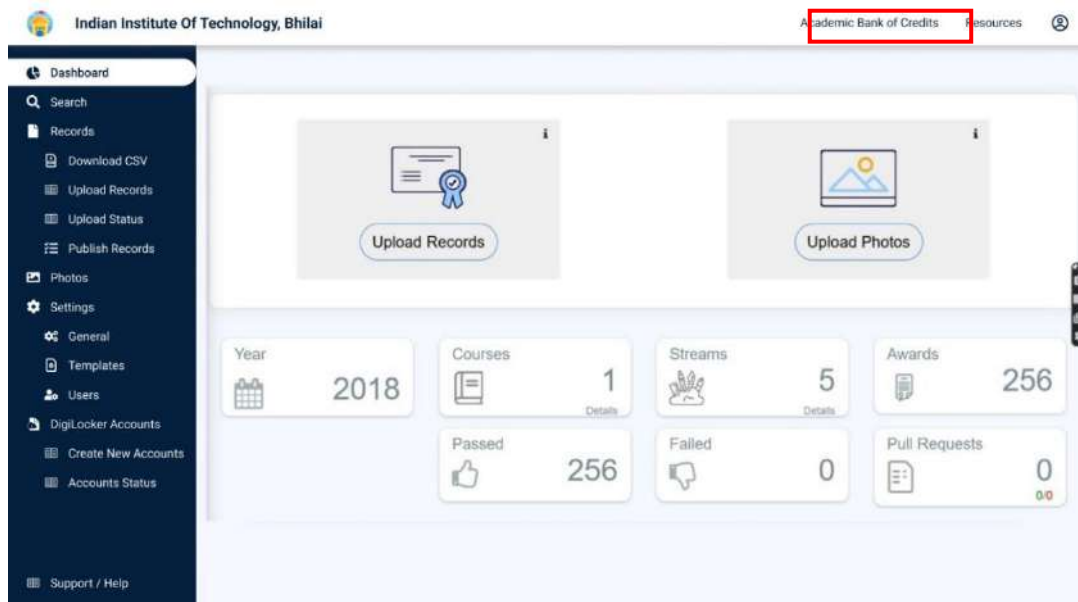 Indian Institute Of Technology, Bhilai
Academic Bank of Credits
Resources
Dashboard
Search
Records
Download CSV
Upload Records
Upload Status
Publish Records
Photos
Settings
General
Templates
Users
DigiLocker Accounts
Create New Accounts
Accounts Status
Support / Help
i
Upload Records
i
Upload Photos
Year
2018
Courses
1
Details
Streams
5
Details
Awards
256
Passed
256
Failed
0
Pull Requests
0
0/0